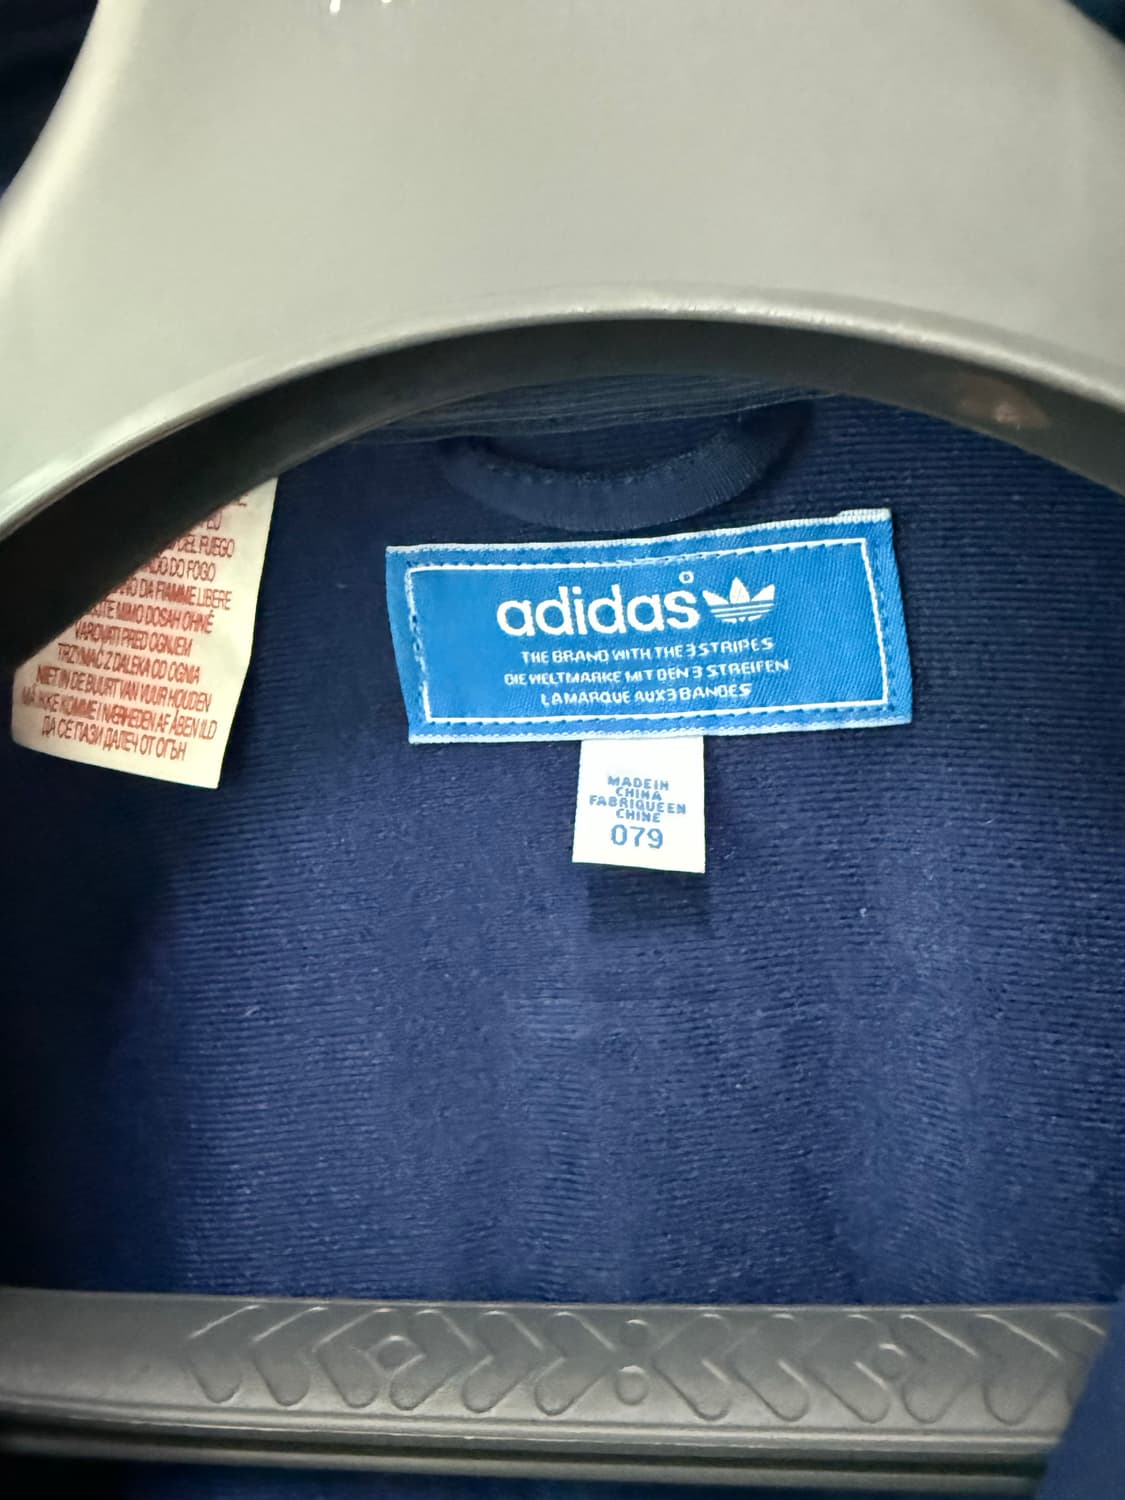 DEL FUEGO
DO FOGO
DA FIAMME LIBERE
MIMO DOSAH OHNĚ
VAROVATI PRED OGNJEM
TRZYMAĆ Z DALEKA OD OGNIA
NIET IN DE BUURT VAN VUUR HOUDEN
MÅ IKKE KOMME I NÆRHEDEN AF ÅBEN ILD
ДА СЕ ПАЗИ ДАЛЕЧ ОТ ОГЪН
adidas
THE BRAND WITH THE 3 STRIPES
DIE WELTMARKE MIT DEN 3 STREIFEN
LA MARQUE AUX 3 BANDES
MADE IN
CHINA
FABRIQUE EN
CHINE
079